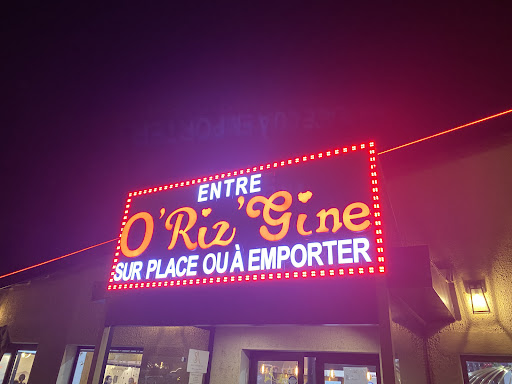 ENTRE
O'Riz'Gine
SUR PLACE OU À EMPORTER